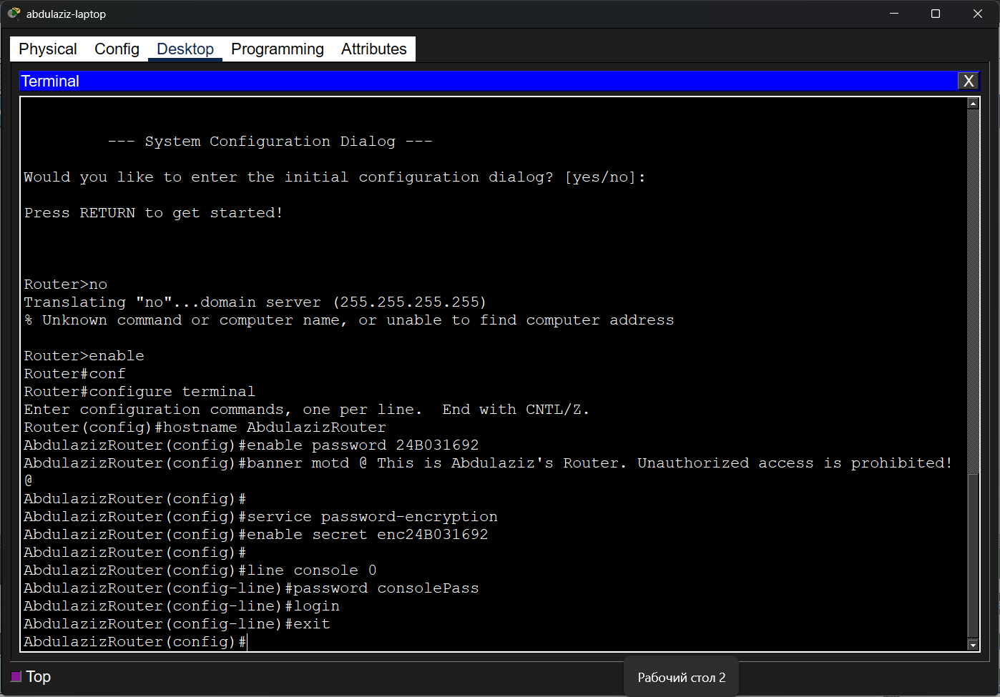 abdulaziz-laptop
Physical Config Desktop Programming Attributes
Terminal X
--- System Configuration Dialog ---
Would you like to enter the initial configuration dialog? [yes/no]:
Press RETURN to get started!
Router>no
Translating "no"...domain server (255.255.255.255)
% Unknown command or computer name, or unable to find computer address
Router>enable
Router#conf
Router#configure terminal
Enter configuration commands, one per line.  End with CNTL/Z.
Router(config)#hostname AbdulazizRouter
AbdulazizRouter(config)#enable password 24B031692
AbdulazizRouter(config)#banner motd @ This is Abdulaziz's Router. Unauthorized access is prohibited!
@
AbdulazizRouter(config)#
AbdulazizRouter(config)#service password-encryption
AbdulazizRouter(config)#enable secret enc24B031692
AbdulazizRouter(config)#
AbdulazizRouter(config)#line console 0
AbdulazizRouter(config-line)#password consolePass
AbdulazizRouter(config-line)#login
AbdulazizRouter(config-line)#exit
AbdulazizRouter(config)#
Top
Рабочий стол 2